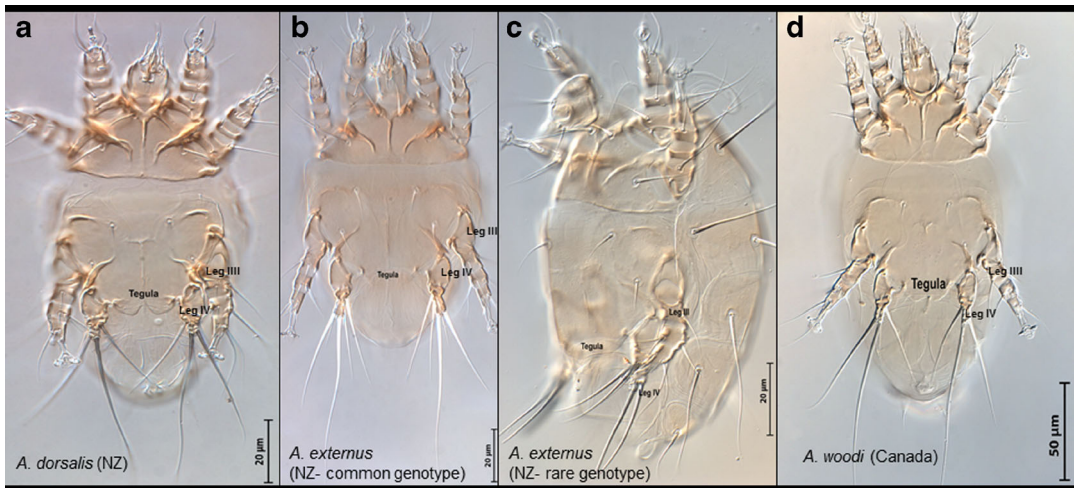 a
b
c
d
Leg IIII
Tegula
Leg IV
20 µm
A. dorsalis (NZ)
Leg III
Leg IV
Tegula
20 µm
A. externus
(NZ- common genotype)
Leg III
Tegula
Leg IV
20 µm
A. externus
(NZ- rare genotype)
Leg IIII
Tegula
Leg IV
50 µm
A. woodi (Canada)